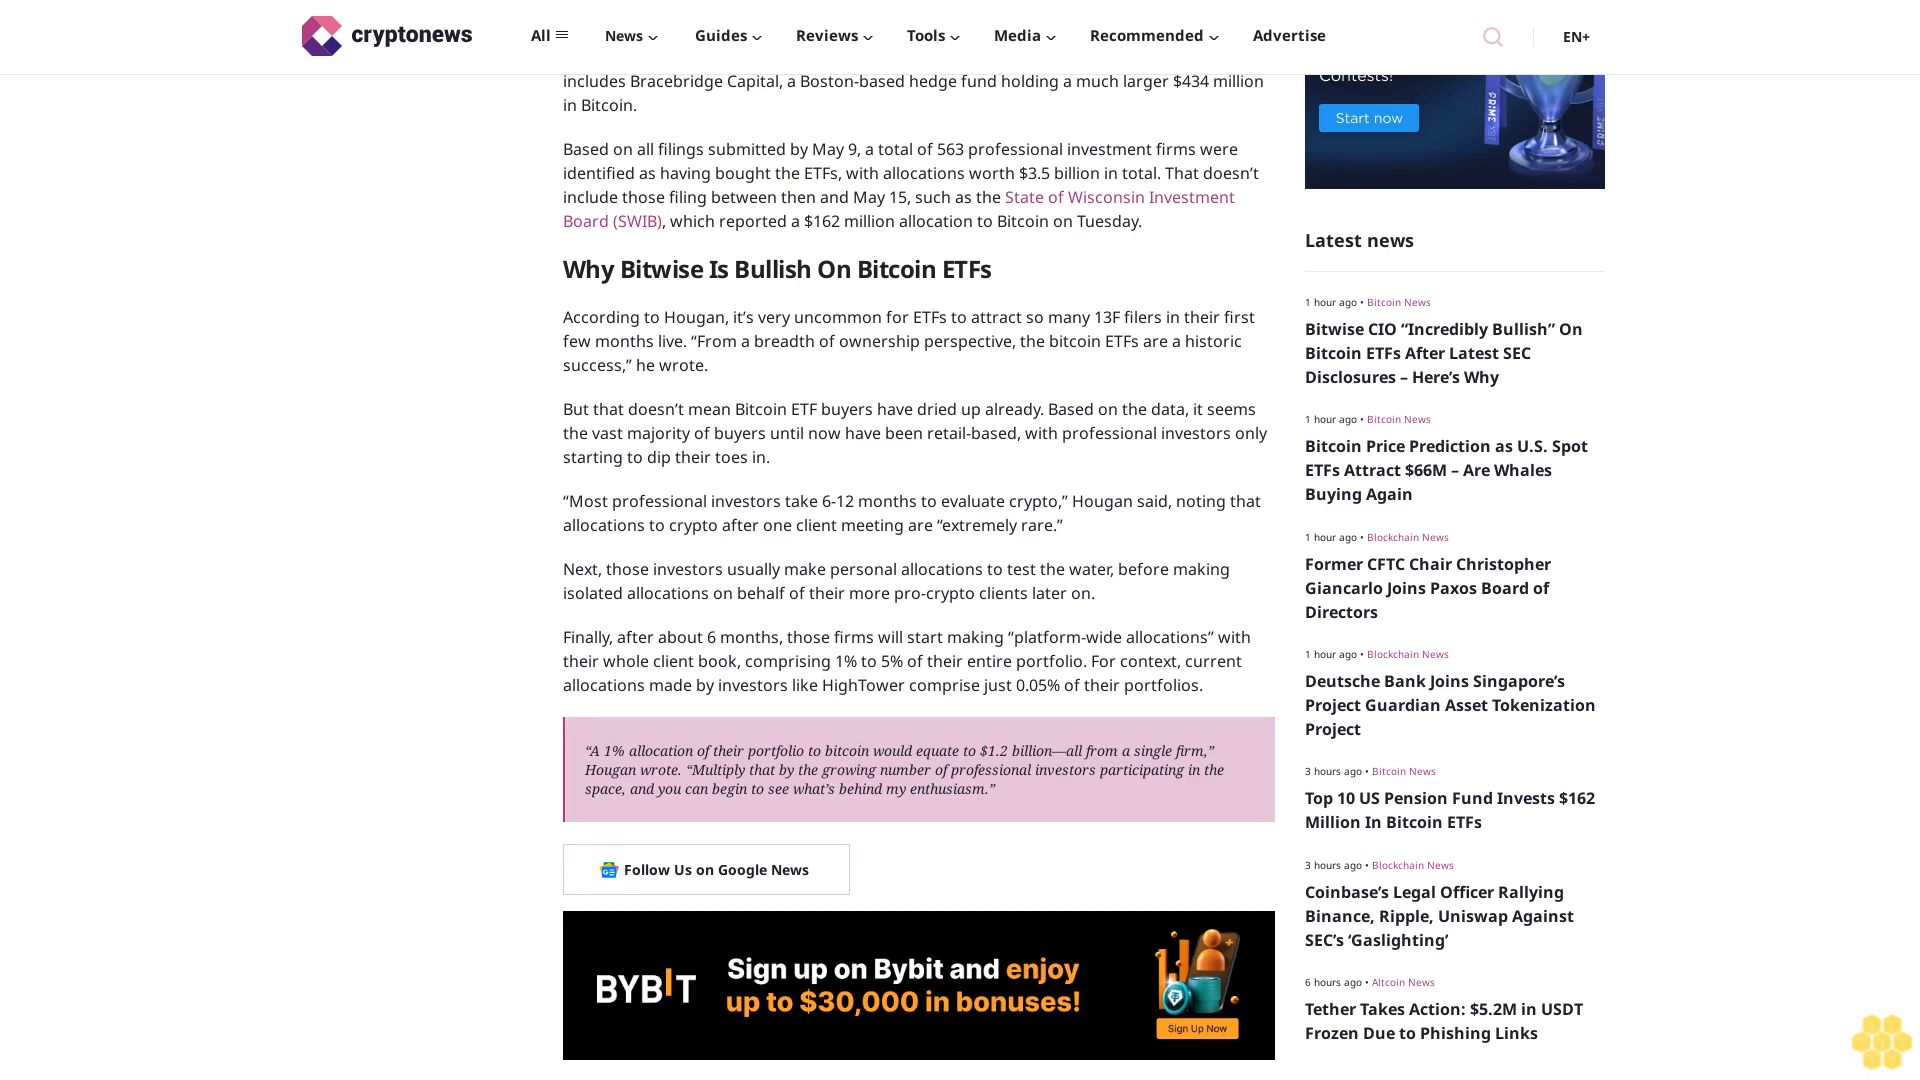 cryptonews
All
News
Guides
Reviews
Tools
Media
Recommended
Advertise
EN+
includes Bracebridge Capital, a Boston-based hedge fund holding a much larger $434 million
in Bitcoin.
Based on all filings submitted by May 9, a total of 563 professional investment firms were
identified as having bought the ETFs, with allocations worth $3.5 billion in total. That doesn’t
include those filing between then and May 15, such as the State of Wisconsin Investment
Board (SWIB), which reported a $162 million allocation to Bitcoin on Tuesday.
Why Bitwise Is Bullish On Bitcoin ETFs
According to Hougan, it’s very uncommon for ETFs to attract so many 13F filers in their first
few months live. “From a breadth of ownership perspective, the bitcoin ETFs are a historic
success,” he wrote.
But that doesn’t mean Bitcoin ETF buyers have dried up already. Based on the data, it seems
the vast majority of buyers until now have been retail-based, with professional investors only
starting to dip their toes in.
“Most professional investors take 6-12 months to evaluate crypto,” Hougan said, noting that
allocations to crypto after one client meeting are “extremely rare.”
Next, those investors usually make personal allocations to test the water, before making
isolated allocations on behalf of their more pro-crypto clients later on.
Finally, after about 6 months, those firms will start making “platform-wide allocations” with
their whole client book, comprising 1% to 5% of their entire portfolio. For context, current
allocations made by investors like HighTower comprise just 0.05% of their portfolios.
“A 1% allocation of their portfolio to bitcoin would equate to $1.2 billion—all from a single firm,”
Hougan wrote. “Multiply that by the growing number of professional investors participating in the
space, and you can begin to see what’s behind my enthusiasm.”
Follow Us on Google News
BYBIT
Sign up on Bybit and enjoy
up to $30,000 in bonuses!
Sign Up Now
Contests!
Start now
PRIME
Latest news
1 hour ago • Bitcoin News
Bitwise CIO “Incredibly Bullish” On
Bitcoin ETFs After Latest SEC
Disclosures – Here’s Why
1 hour ago • Bitcoin News
Bitcoin Price Prediction as U.S. Spot
ETFs Attract $66M – Are Whales
Buying Again
1 hour ago • Blockchain News
Former CFTC Chair Christopher
Giancarlo Joins Paxos Board of
Directors
1 hour ago • Blockchain News
Deutsche Bank Joins Singapore’s
Project Guardian Asset Tokenization
Project
3 hours ago • Bitcoin News
Top 10 US Pension Fund Invests $162
Million In Bitcoin ETFs
3 hours ago • Blockchain News
Coinbase’s Legal Officer Rallying
Binance, Ripple, Uniswap Against
SEC’s ‘Gaslighting’
6 hours ago • Altcoin News
Tether Takes Action: $5.2M in USDT
Frozen Due to Phishing Links